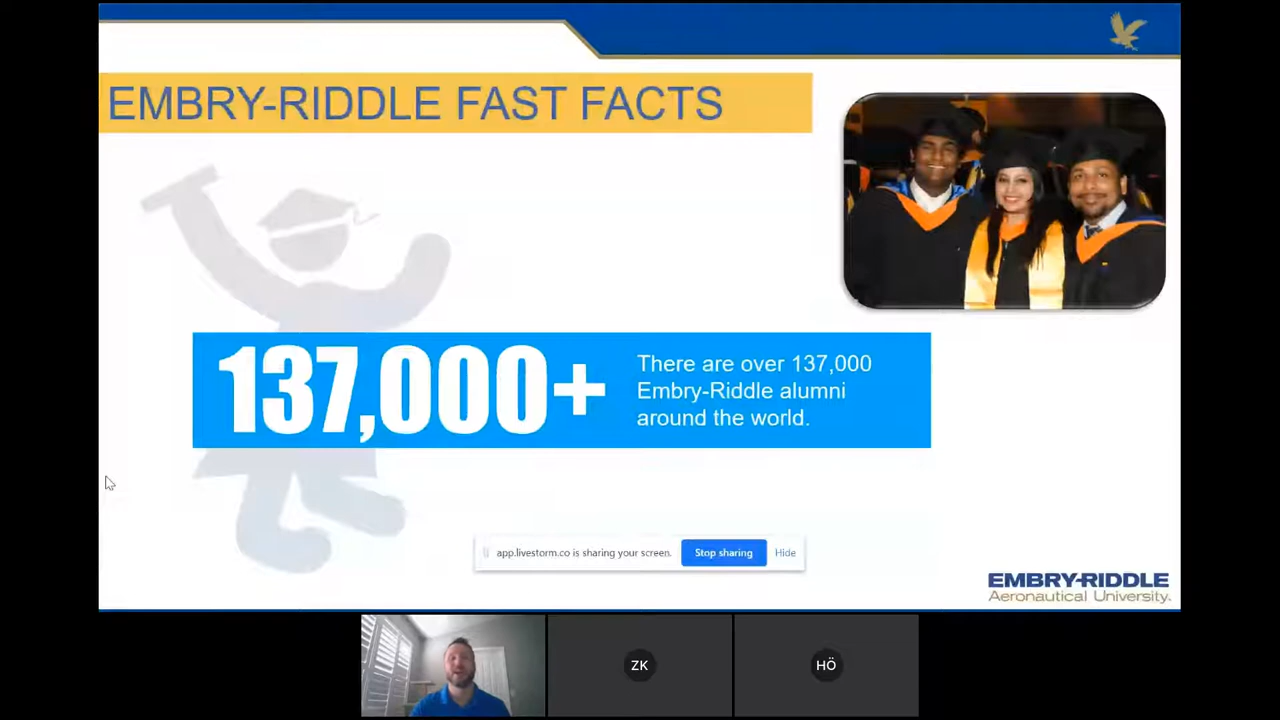 EMBRY-RIDDLE FAST FACTS
137,000+
There are over 137,000
Embry-Riddle alumni
around the world.
app.livestorm.co is sharing your screen.
Stop sharing
Hide
EMBRY-RIDDLE
Aeronautical University.
ZK
HÖ